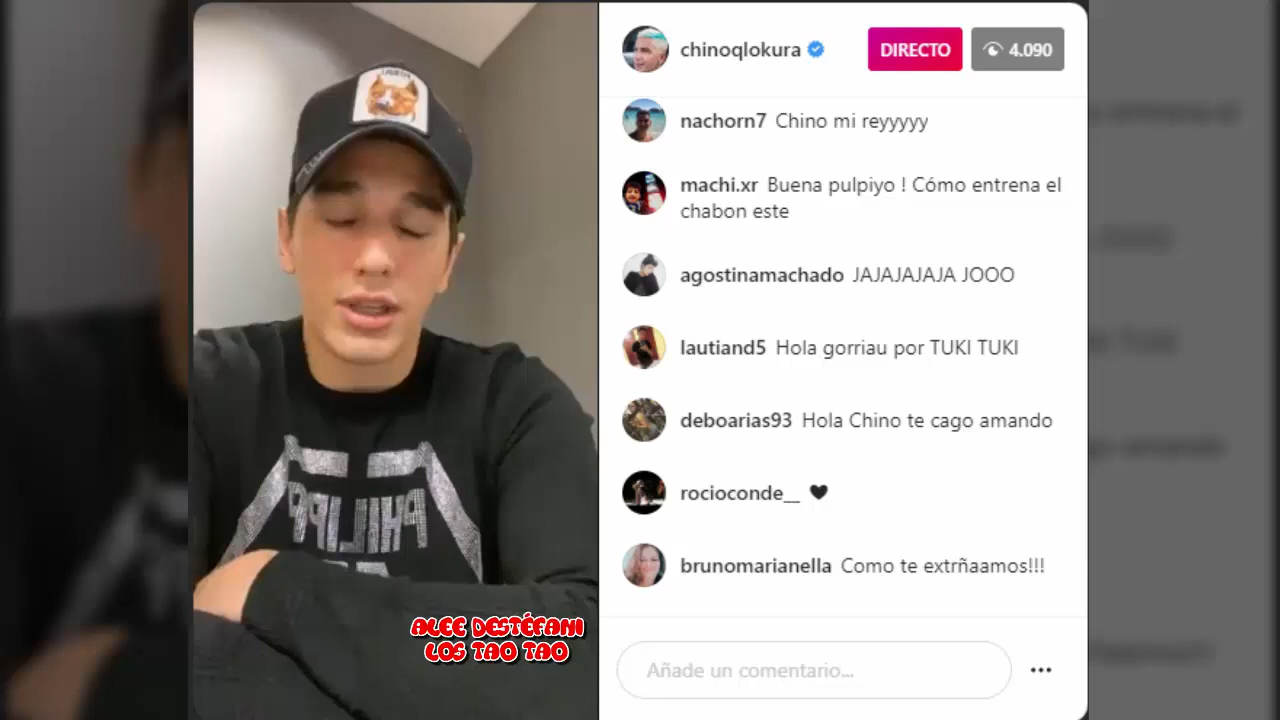 chinoqlokura
DIRECTO
4.090
nachorn7 Chino mi reyyyyy
machi.xr Buena pulpiyo ! Cómo entrena el
chabon este
agostinamachado JAJAJAJAJA JOOO
lautiand5 Hola gorriau por TUKI TUKI
deboarias93 Hola Chino te cago amando
rocioconde__ 🖤
brunomarianella Como te extrñaamos!!!
Añade un comentario...
PHILIPP
ALEE DESTÉFANI
LOS TAO TAO